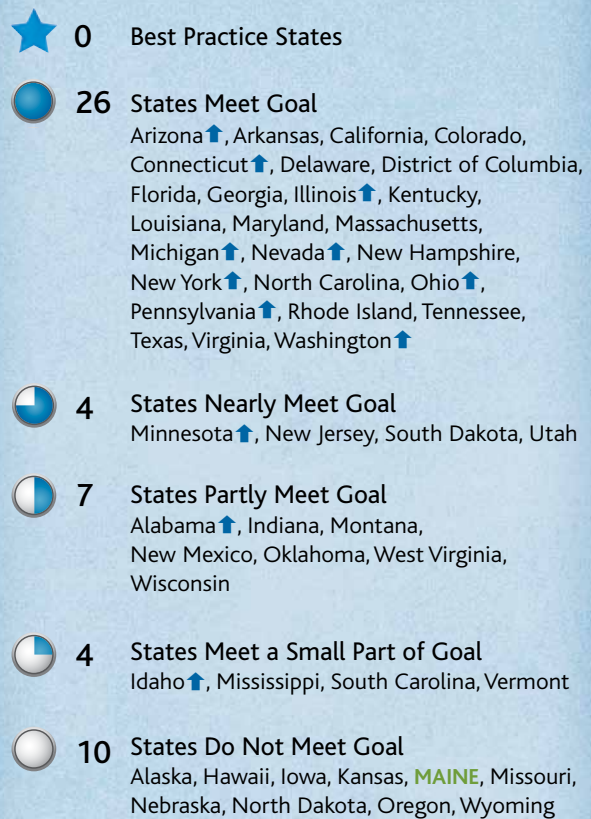 0 Best Practice States
26 States Meet Goal
Arizona⬆, Arkansas, California, Colorado,
Connecticut⬆, Delaware, District of Columbia,
Florida, Georgia, Illinois⬆, Kentucky,
Louisiana, Maryland, Massachusetts,
Michigan⬆, Nevada⬆, New Hampshire,
New York⬆, North Carolina, Ohio⬆,
Pennsylvania⬆, Rhode Island, Tennessee,
Texas, Virginia, Washington⬆
4 States Nearly Meet Goal
Minnesota⬆, New Jersey, South Dakota, Utah
7 States Partly Meet Goal
Alabama⬆, Indiana, Montana,
New Mexico, Oklahoma, West Virginia,
Wisconsin
4 States Meet a Small Part of Goal
Idaho⬆, Mississippi, South Carolina, Vermont
10 States Do Not Meet Goal
Alaska, Hawaii, Iowa, Kansas, MAINE, Missouri,
Nebraska, North Dakota, Oregon, Wyoming